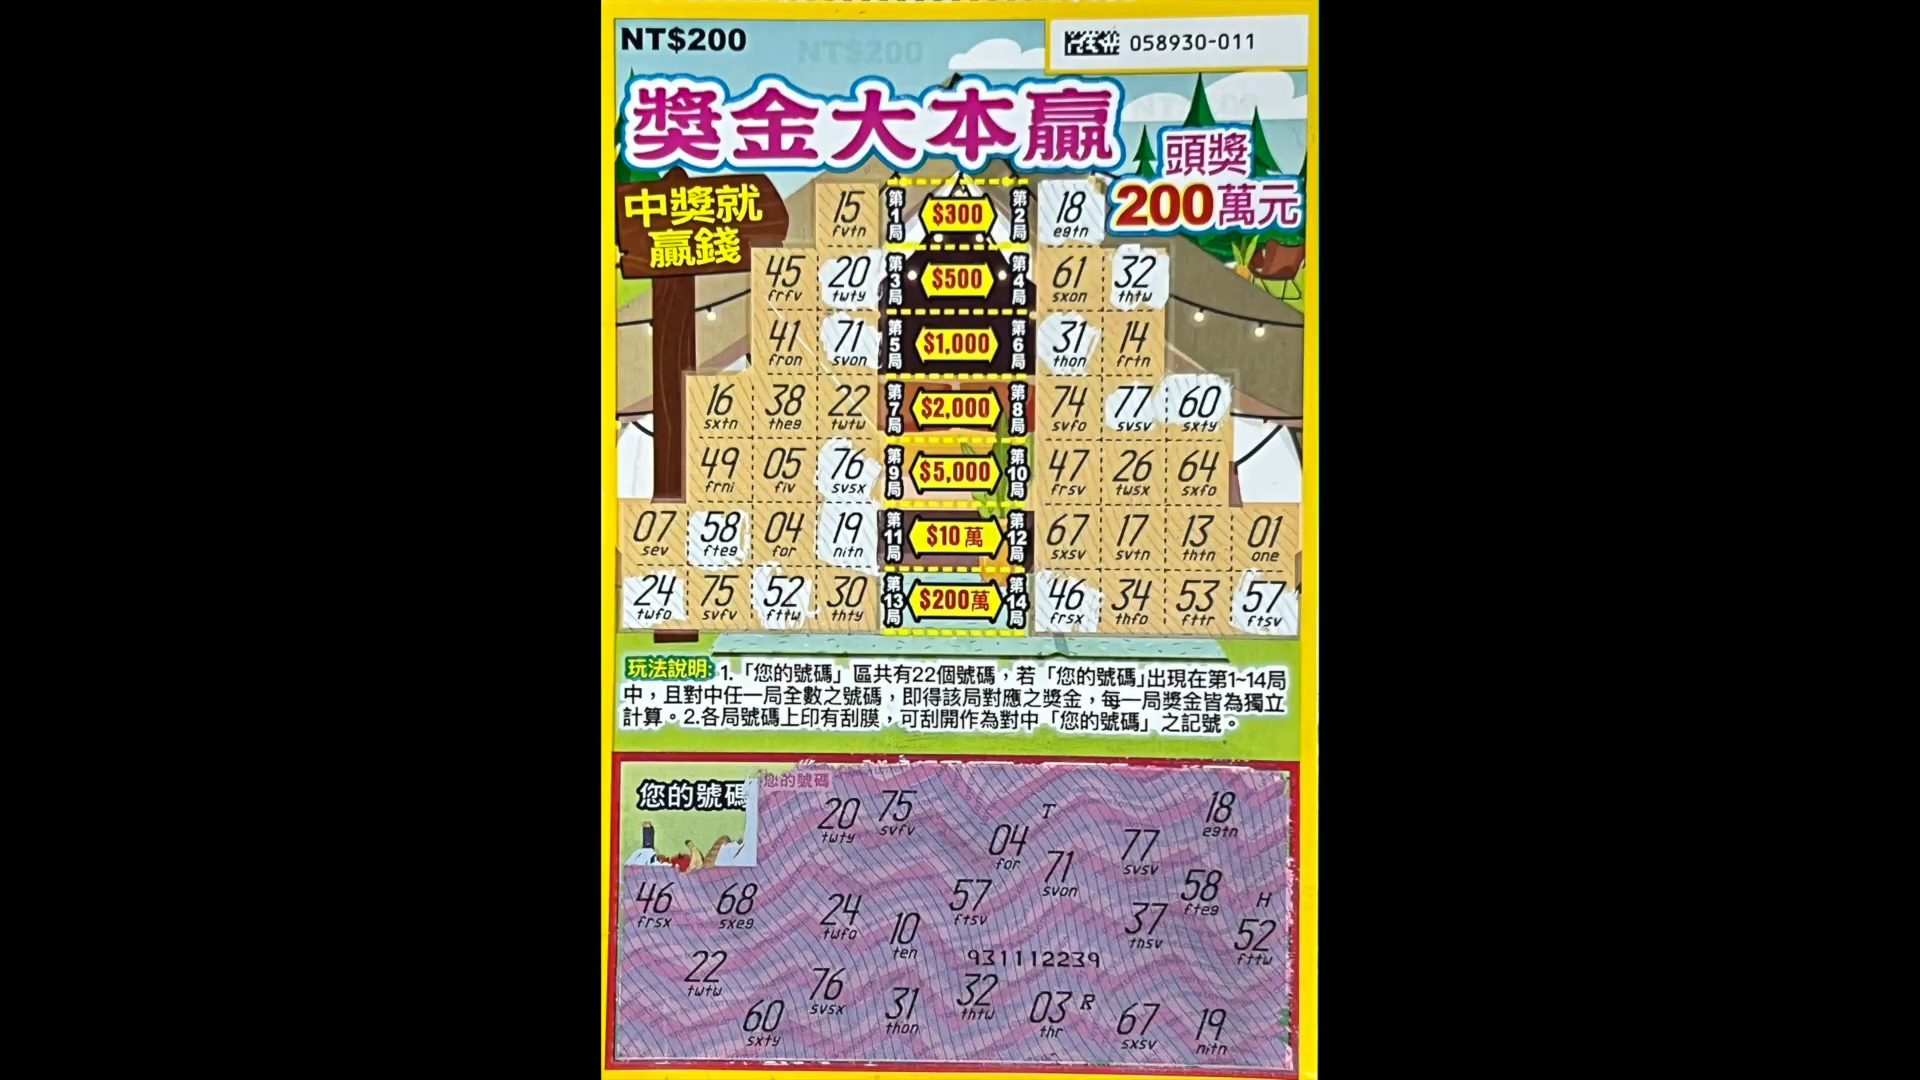 NT$200
058930-011
獎金大本贏
頭獎
200萬元
中獎就
贏錢
15 fvtn 第1局 $300 第2局 18 egtn
45 frfv 20 twty 第3局 $500 第4局 61 sxon 32 thtw
41 fron 71 svon 第5局 $1,000 第6局 31 thon 14 frtn
16 sxtn 38 theg 22 twtw 第7局 $2,000 第8局 74 svfo 77 svsv 60 sxty
49 frni 05 fiv 76 svsx 第9局 $5,000 第10局 47 frsv 26 twsx 64 sxfo
07 sev 58 fteg 04 for 19 nitn 第11局 $10萬 第12局 67 sxsv 17 svtn 13 thtn 01 one
24 twfo 75 svfv 52 fttw 30 thty 第13局 $200萬 第14局 46 frsx 34 thfo 53 fttr 57 ftsv
玩法說明: 1.「您的號碼」區共有22個號碼，若「您的號碼」出現在第1~14局
中，且對中任一局全數之號碼，即得該局對應之獎金，每一局獎金皆為獨立
計算。2.各局號碼上印有刮膜，可刮開作為對中「您的號碼」之記號。
您的號碼
您的號碼
20 twty 75 svfv 04 for T 71 svon 77 svsv 18 egtn
46 frsx 68 sxeg 24 twfo 10 ten 57 ftsv 37 thsv 58 fteg H 52 fttw
931112239
22 twtw 60 sxty 76 svsx 31 thon 32 thtw 03 thr R 67 sxsv 19 nitn